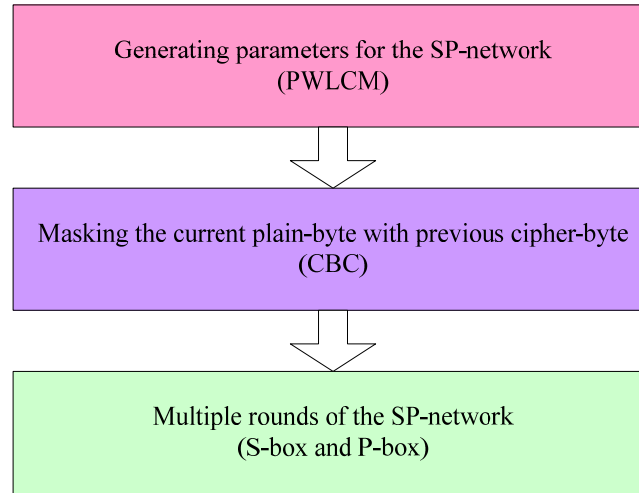 Generating parameters for the SP-network
(PWLCM)
Masking the current plain-byte with previous cipher-byte
(CBC)
Multiple rounds of the SP-network
(S-box and P-box)